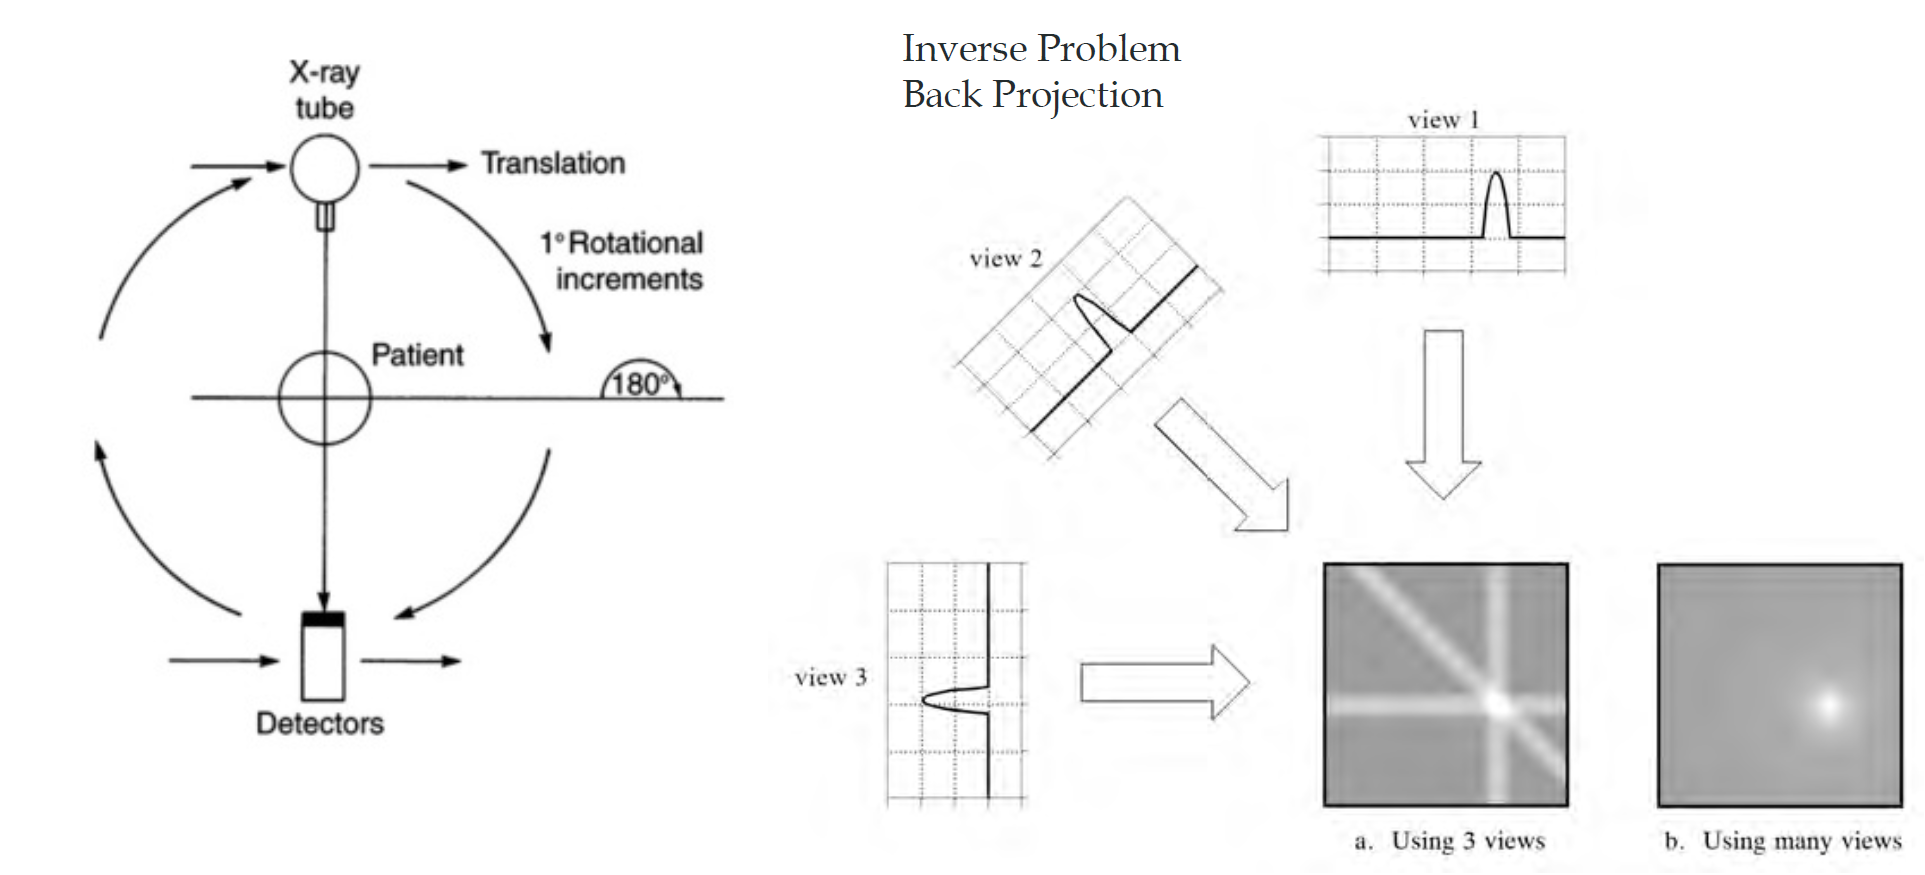 X-ray
tube
Translation
1° Rotational
increments
Patient
180°
Detectors
Inverse Problem
Back Projection
view 1
view 2
view 3
a. Using 3 views
b. Using many views